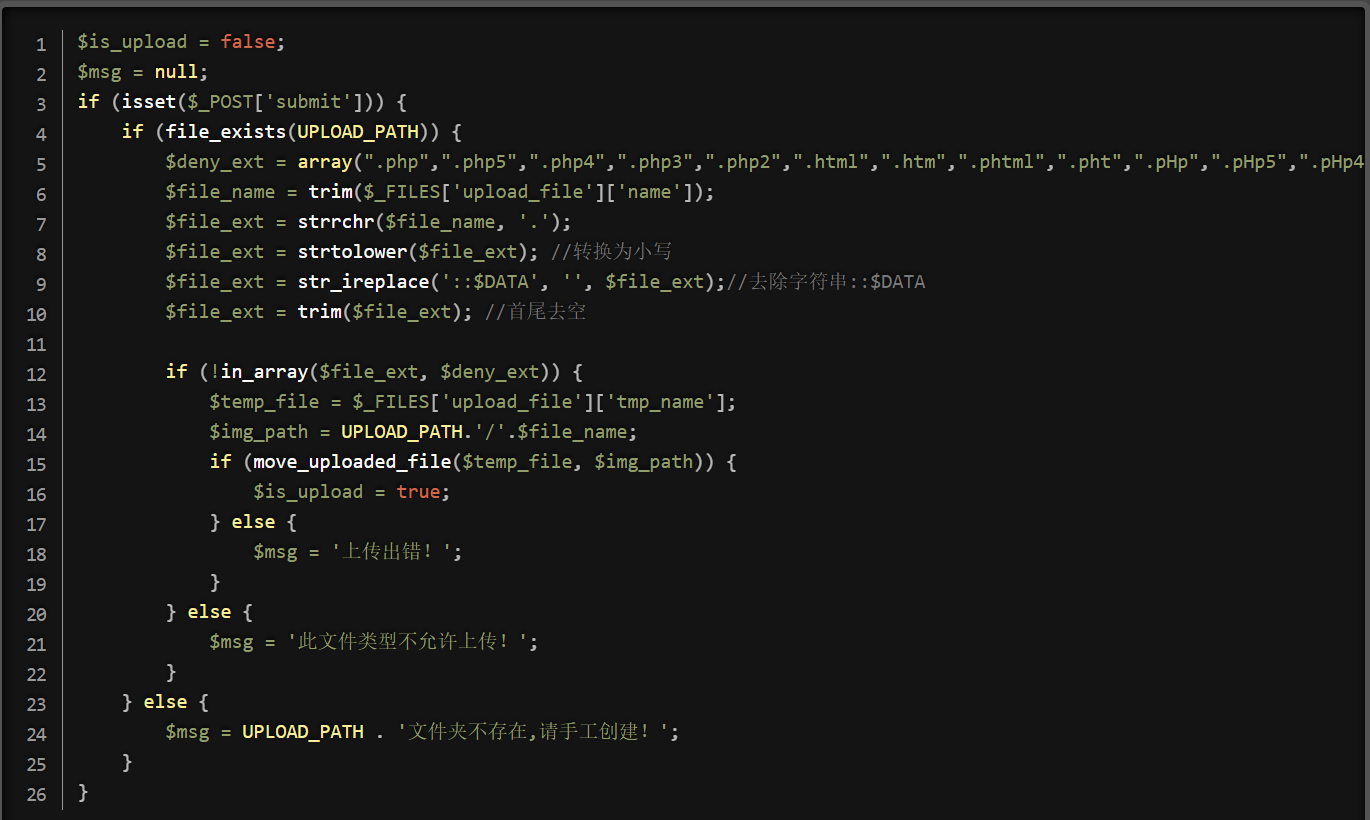 1 $is_upload = false;
2 $msg = null;
3 if (isset($_POST['submit'])) {
4     if (file_exists(UPLOAD_PATH)) {
5         $deny_ext = array(".php",".php5",".php4",".php3",".php2",".html",".htm",".phtml",".pht",".pHp",".pHp5",".pHp4
6         $file_name = trim($_FILES['upload_file']['name']);
7         $file_ext = strrchr($file_name, '.');
8         $file_ext = strtolower($file_ext); //转换为小写
9         $file_ext = str_ireplace('::$DATA', '', $file_ext);//去除字符串::$DATA
10         $file_ext = trim($file_ext); //首尾去空
11
12         if (!in_array($file_ext, $deny_ext)) {
13             $temp_file = $_FILES['upload_file']['tmp_name'];
14             $img_path = UPLOAD_PATH.'/'.$file_name;
15             if (move_uploaded_file($temp_file, $img_path)) {
16                 $is_upload = true;
17             } else {
18                 $msg = '上传出错！';
19             }
20         } else {
21             $msg = '此文件类型不允许上传！';
22         }
23     } else {
24         $msg = UPLOAD_PATH . '文件夹不存在,请手工创建！';
25     }
26 }